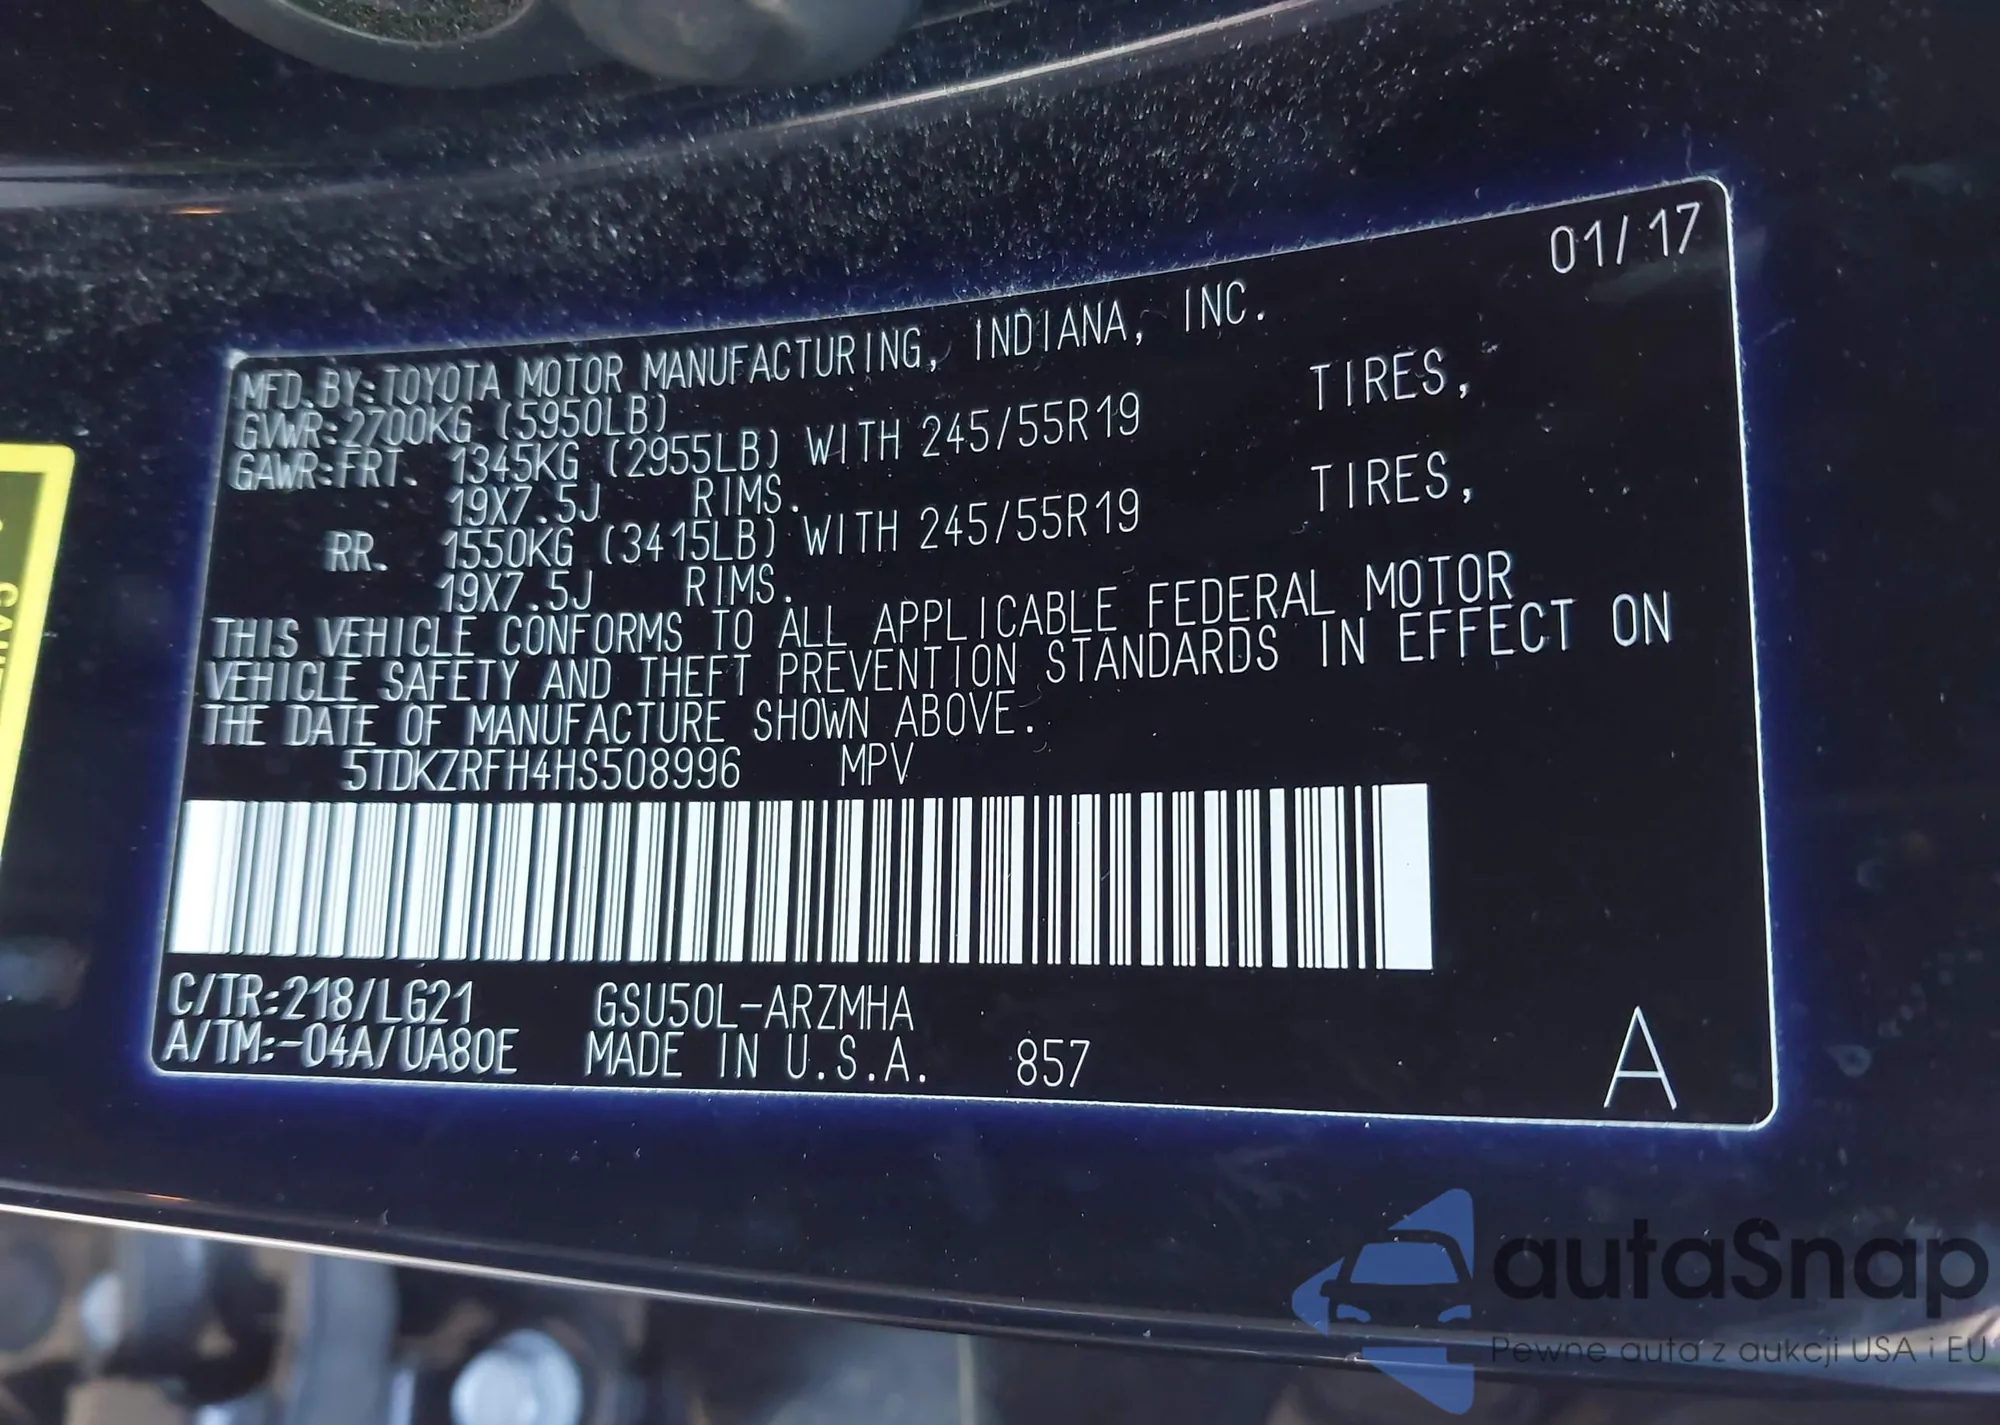 01/17
MFD.BY:TOYOTA MOTOR MANUFACTURING, INDIANA, INC.
GVWR:2700KG (5950LB)
GAWR:FRT. 1345KG (2955LB) WITH 245/55R19 TIRES,
19X7.5J RIMS.
RR. 1550KG (3415LB) WITH 245/55R19 TIRES,
19X7.5J RIMS.
THIS VEHICLE CONFORMS TO ALL APPLICABLE FEDERAL MOTOR
VEHICLE SAFETY AND THEFT PREVENTION STANDARDS IN EFFECT ON
THE DATE OF MANUFACTURE SHOWN ABOVE.
5TDKZRFH4HS508996 MPV
C/TR:218/LG21 GSU50L-ARZMHA
A/TM:-04A/UA80E MADE IN U.S.A. 857 A
autaSnap
Pewne auta z aukcji USA i EU